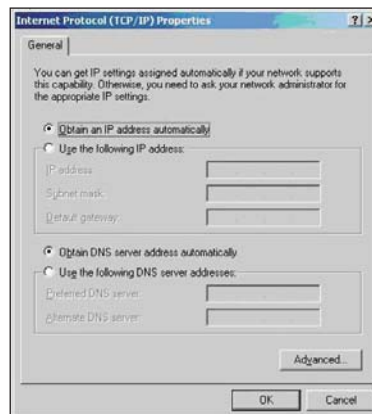 Internet Protocol (TCP/IP) Properties
General
You can get IP settings assigned automatically if your network supports
this capability. Otherwise, you need to ask your network administrator for
the appropriate IP settings.
Obtain an IP address automatically
Use the following IP address:
IP address:
Subnet mask:
Default gateway:
Obtain DNS server address automatically
Use the following DNS server addresses:
Preferred DNS server:
Alternate DNS server:
Advanced...
OK Cancel